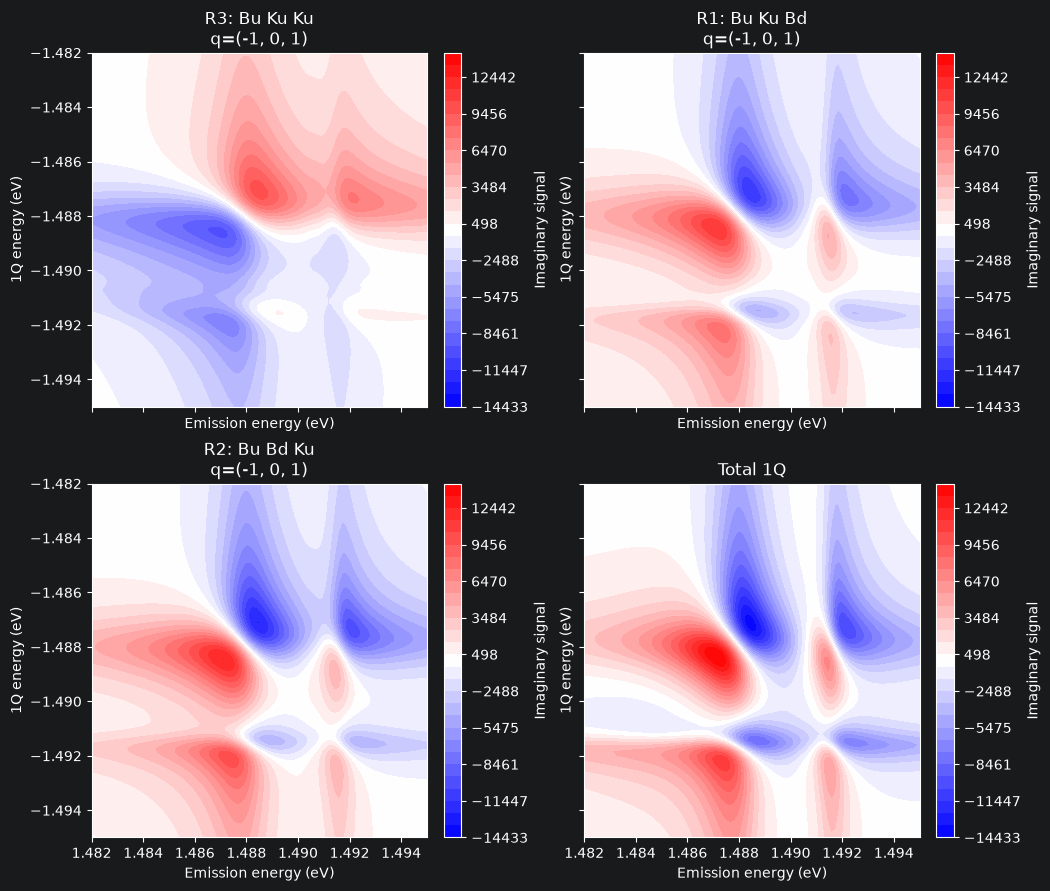 R3: Bu Ku Ku
q=(-1, 0, 1)
−1.482
−1.484
−1.486
−1.488
−1.490
−1.492
−1.494
1Q energy (eV)
Emission energy (eV)
12442
9456
6470
3484
498
−2488
−5475
−8461
−11447
−14433
Imaginary signal
R1: Bu Ku Bd
q=(-1, 0, 1)
1Q energy (eV)
Emission energy (eV)
12442
9456
6470
3484
498
−2488
−5475
−8461
−11447
−14433
Imaginary signal
R2: Bu Bd Ku
q=(-1, 0, 1)
−1.482
−1.484
−1.486
−1.488
−1.490
−1.492
−1.494
1Q energy (eV)
1.482 1.484 1.486 1.488 1.490 1.492 1.494
Emission energy (eV)
12442
9456
6470
3484
498
−2488
−5475
−8461
−11447
−14433
Imaginary signal
Total 1Q
1Q energy (eV)
1.482 1.484 1.486 1.488 1.490 1.492 1.494
Emission energy (eV)
12442
9456
6470
3484
498
−2488
−5475
−8461
−11447
−14433
Imaginary signal